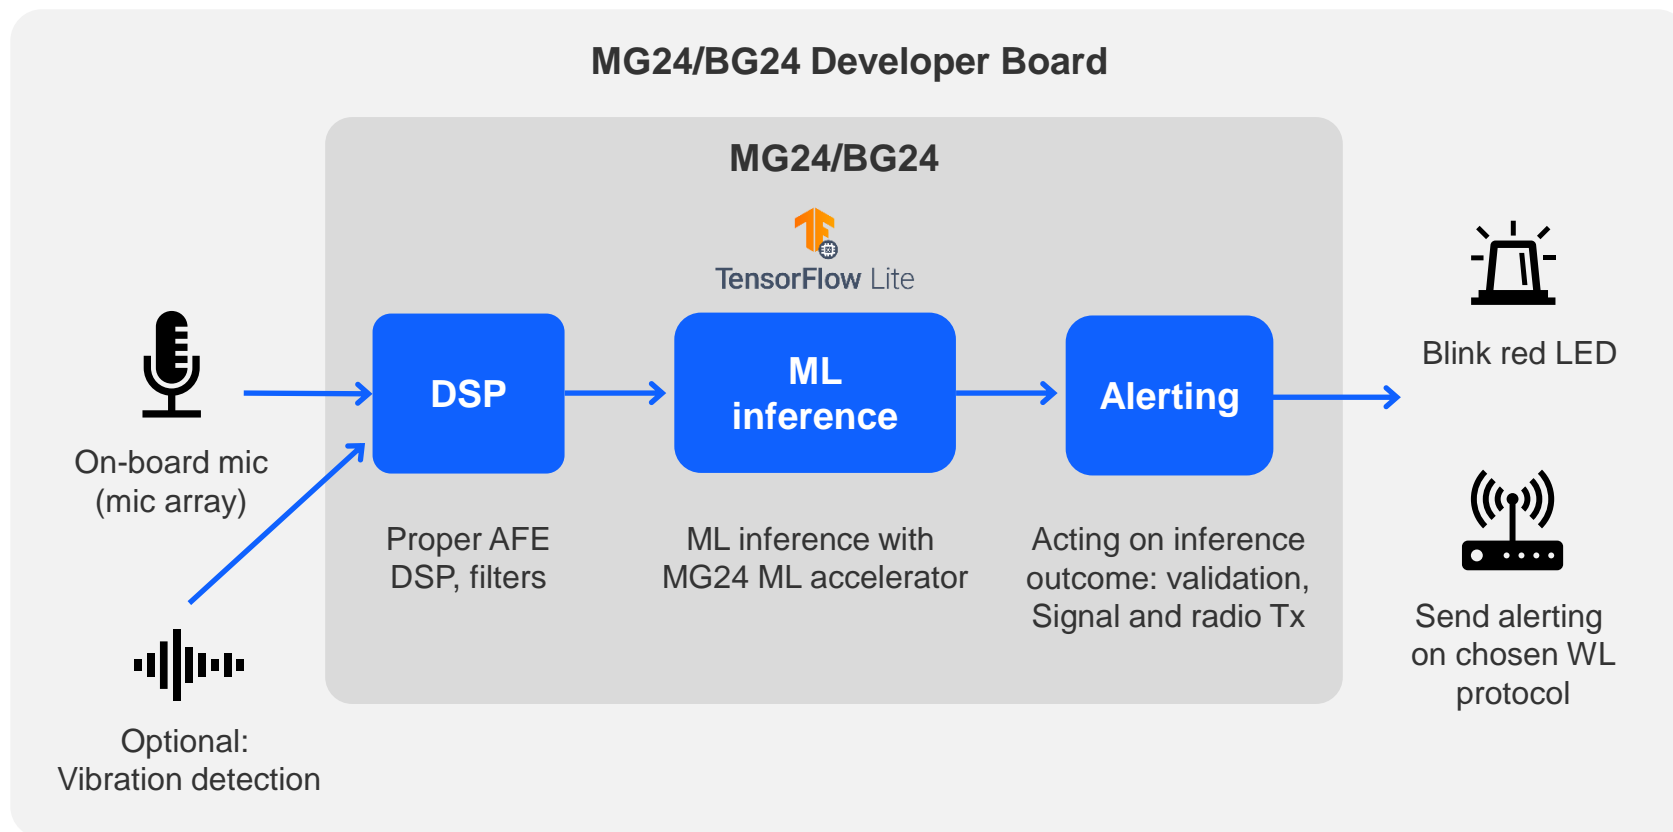 MG24/BG24 Developer Board
MG24/BG24
TensorFlow Lite
On-board mic
(mic array)
Optional:
Vibration detection
DSP
Proper AFE
DSP, filters
ML
inference
ML inference with
MG24 ML accelerator
Alerting
Acting on inference
outcome: validation,
Signal and radio Tx
Blink red LED
Send alerting
on chosen WL
protocol